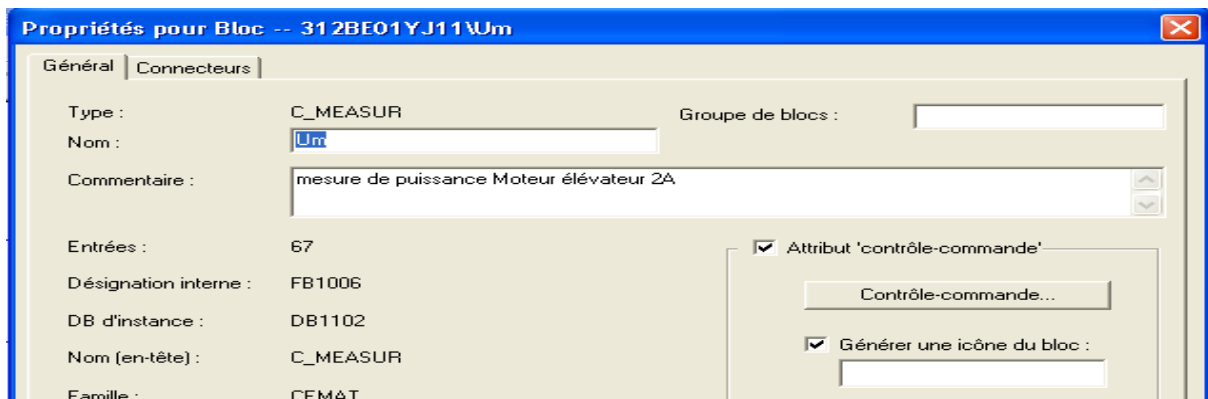 Propriétés pour Bloc -- 312BE01YJ11\Um
Général Connecteurs
Type : C_MEASUR Groupe de blocs :
Nom : Um
Commentaire : mesure de puissance Moteur élévateur 2A
Entrées : 67 Attribut 'contrôle-commande'
Désignation interne : FB1006 Contrôle-commande...
DB d'instance : DB1102
Générer une icône du bloc :
Nom (en-tête) : C_MEASUR
Famille : CEMAT